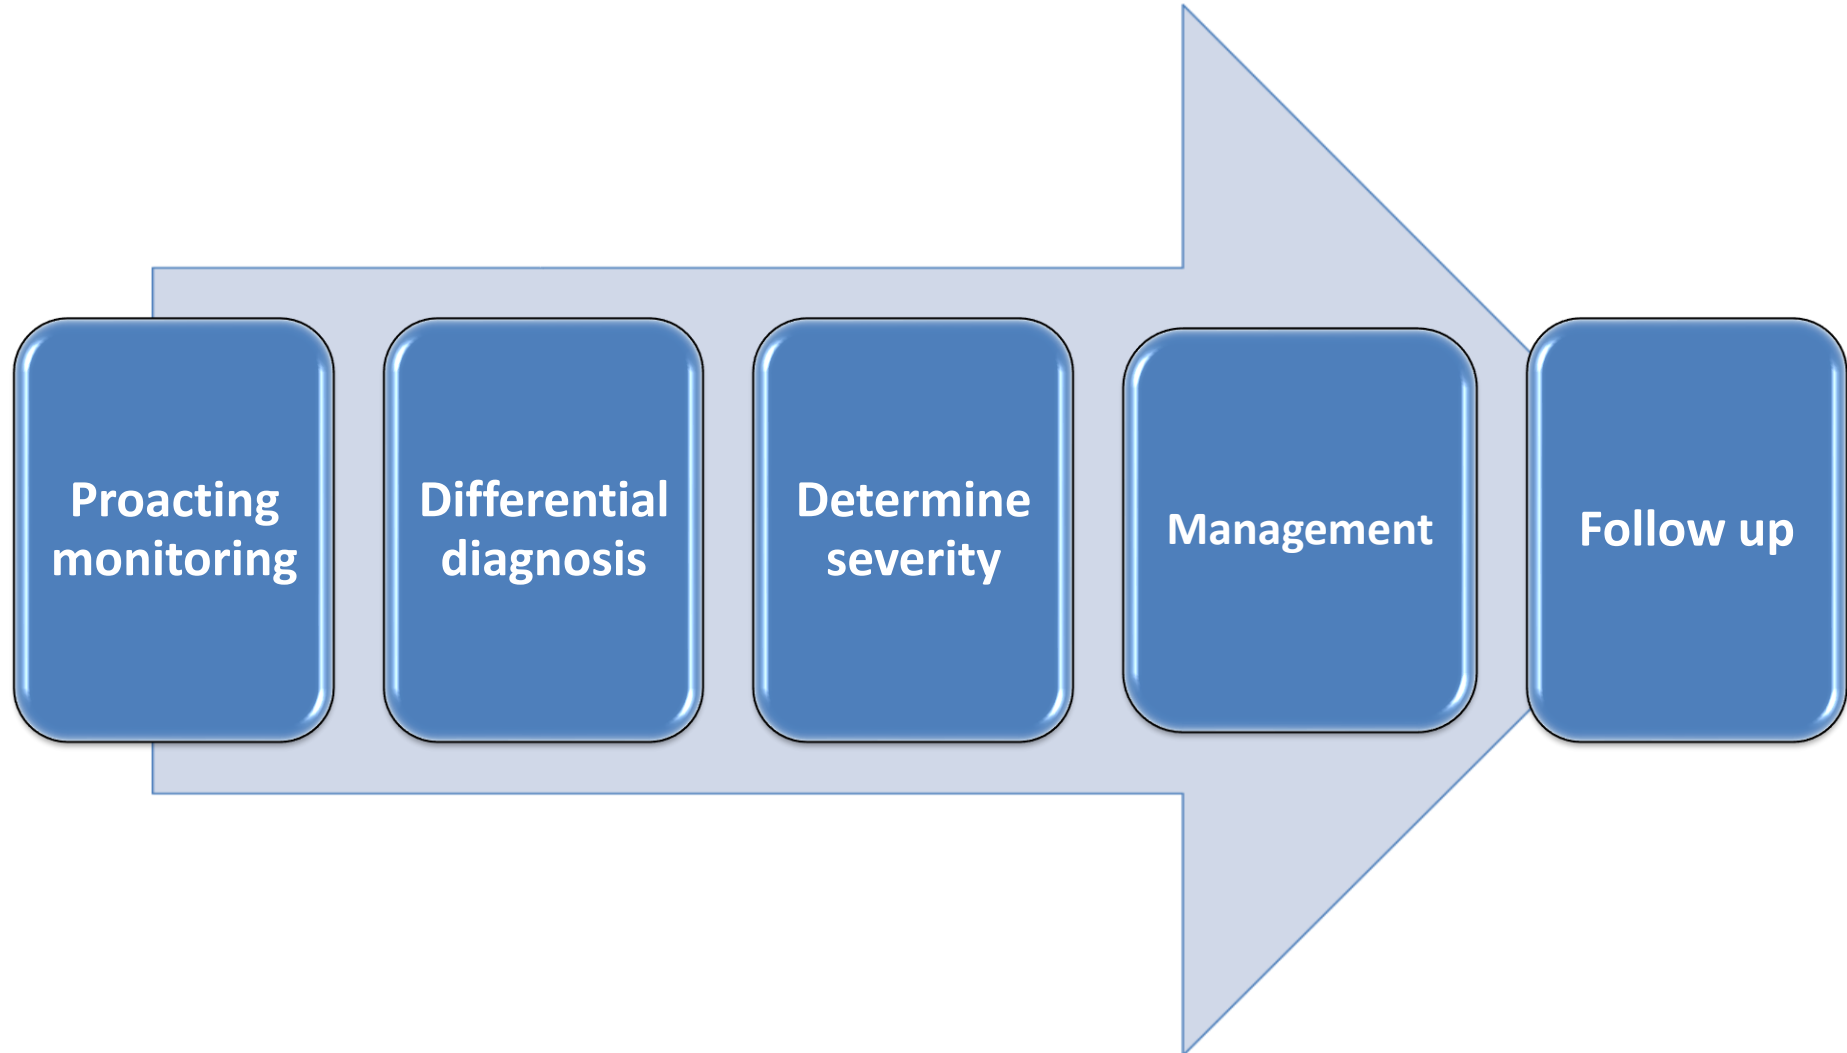 Proacting
monitoring
Differential
diagnosis
Determine
severity
Management
Follow up